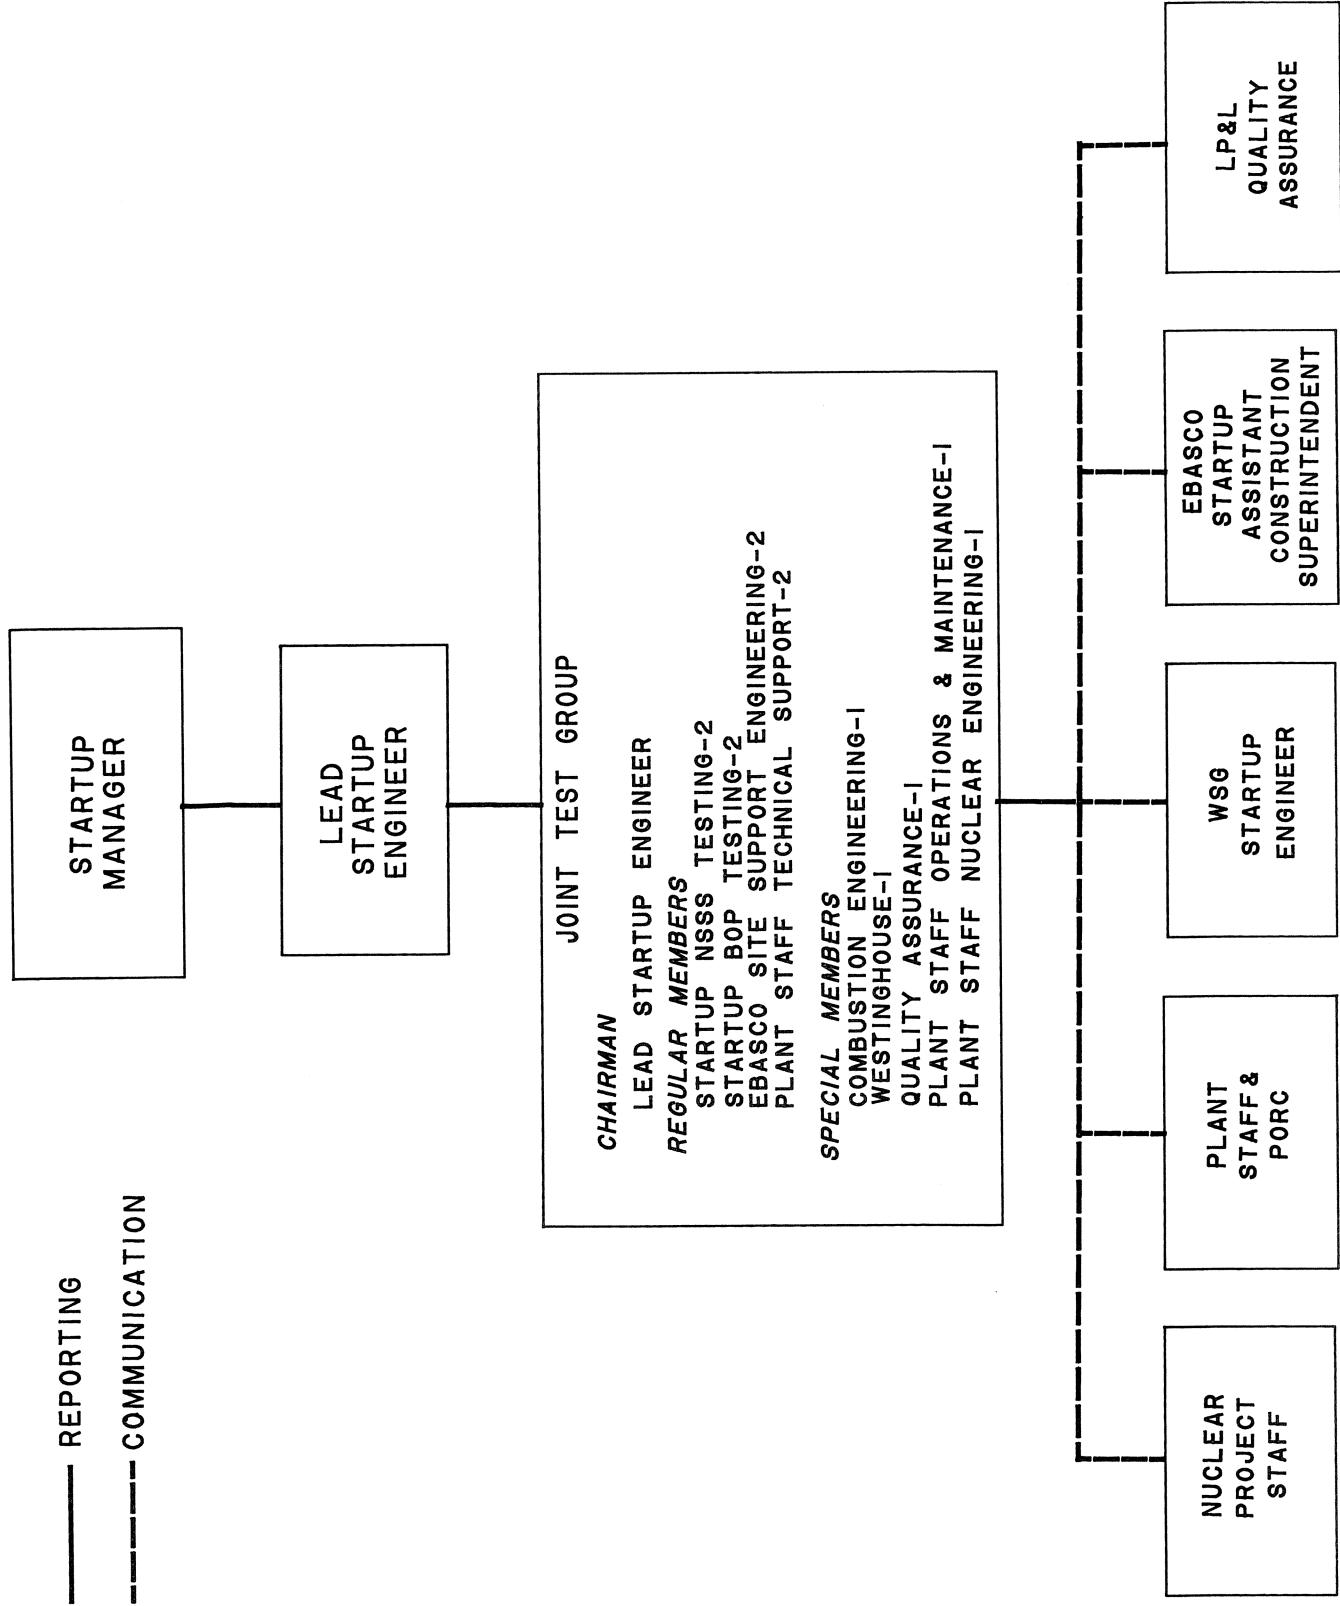 REPORTING
COMMUNICATION
STARTUP
MANAGER
LEAD
STARTUP
ENGINEER
JOINT TEST GROUP
CHAIRMAN
LEAD STARTUP ENGINEER
REGULAR MEMBERS
STARTUP NSSS TESTING-2
STARTUP BOP TESTING-2
EBASCO SITE SUPPORT ENGINEERING-2
PLANT STAFF TECHNICAL SUPPORT-2
SPECIAL MEMBERS
COMBUSTION ENGINEERING-1
WESTINGHOUSE-1
QUALITY ASSURANCE-1
PLANT STAFF OPERATIONS & MAINTENANCE-1
PLANT STAFF NUCLEAR ENGINEERING-1
NUCLEAR
PROJECT
STAFF
PLANT
STAFF &
PORC
WSG
STARTUP
ENGINEER
EBASCO
STARTUP
ASSISTANT
CONSTRUCTION
SUPERINTENDENT
LP&L
QUALITY
ASSURANCE